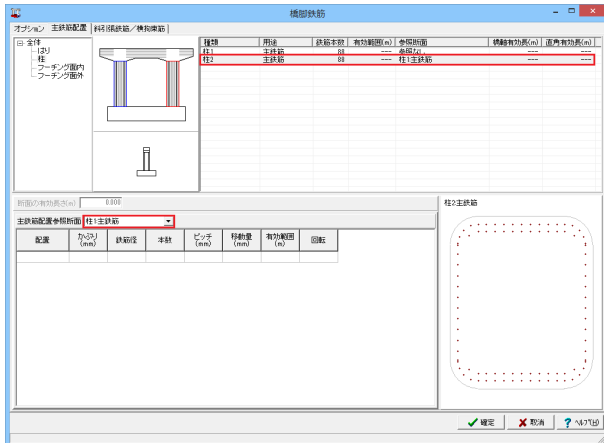 橋脚鉄筋
オプション 主鉄筋配置 斜引張鉄筋／横拘束筋
全体
はり
柱
フーチング面内
フーチング面外
種類 用途 鉄筋本数 有効範囲(m) 参照断面 橋軸有効長(m) 直角有効長(m)
柱1 主鉄筋 88 --- 参照なし --- ---
柱2 主鉄筋 88 --- 柱1主鉄筋 --- ---
断面の有効長さ(m) 0.000
主鉄筋配置参照断面 柱1主鉄筋
配置 かぶり(mm) 鉄筋径 本数 ピッチ(mm) 移動量(mm) 有効範囲(m) 回転
柱2主鉄筋
確定 取消 ヘルプ(H)